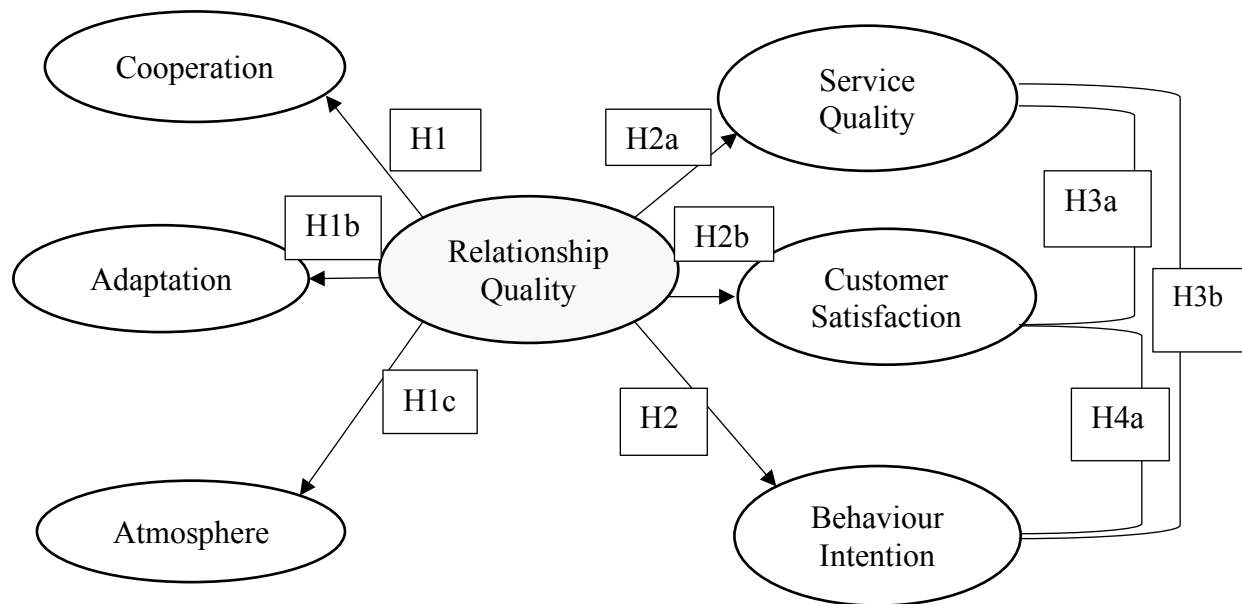 Cooperation
Service
Quality
H1
H2a
H3a
H1b
H2b
Relationship
Quality
Adaptation
Customer
Satisfaction
H3b
H1c
H2
H4a
Atmosphere
Behaviour
Intention